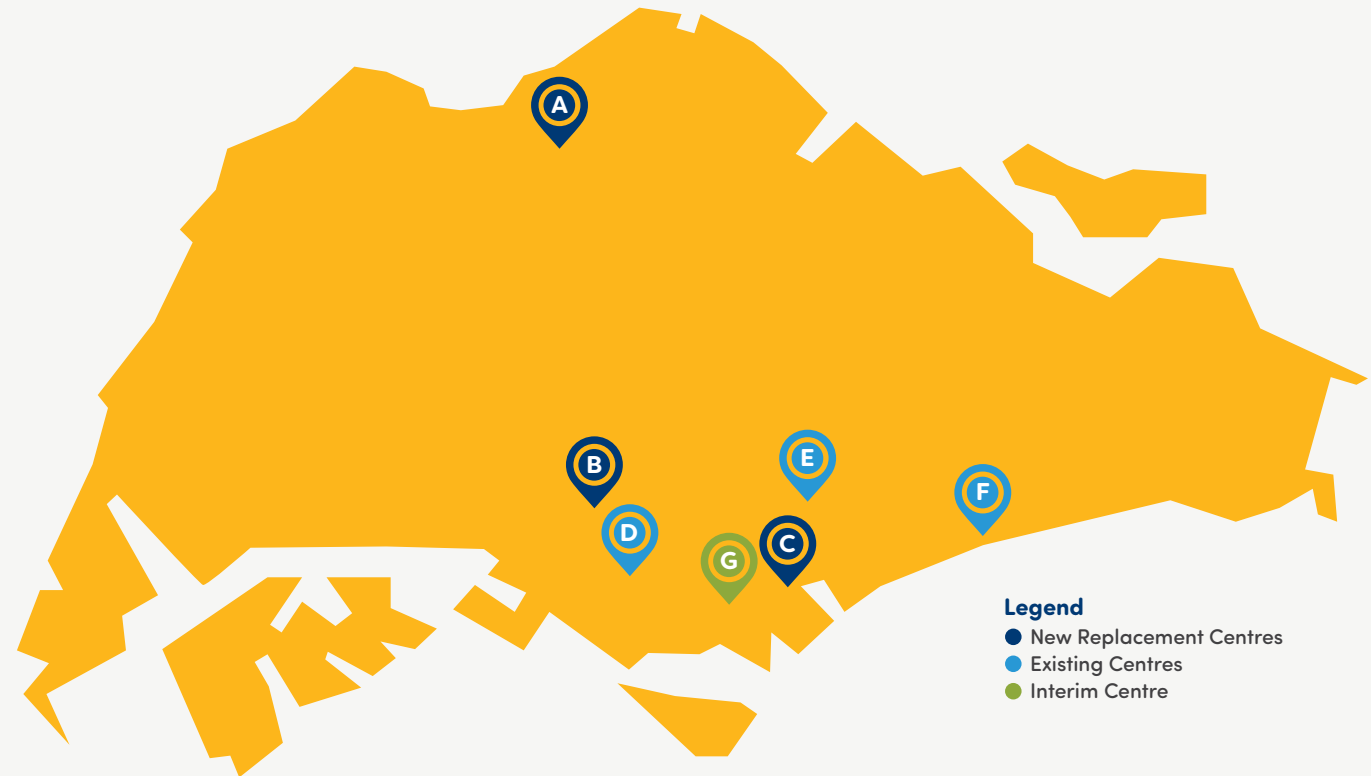 A
B
E
F
D
C
G
Legend
New Replacement Centres
Existing Centres
Interim Centre